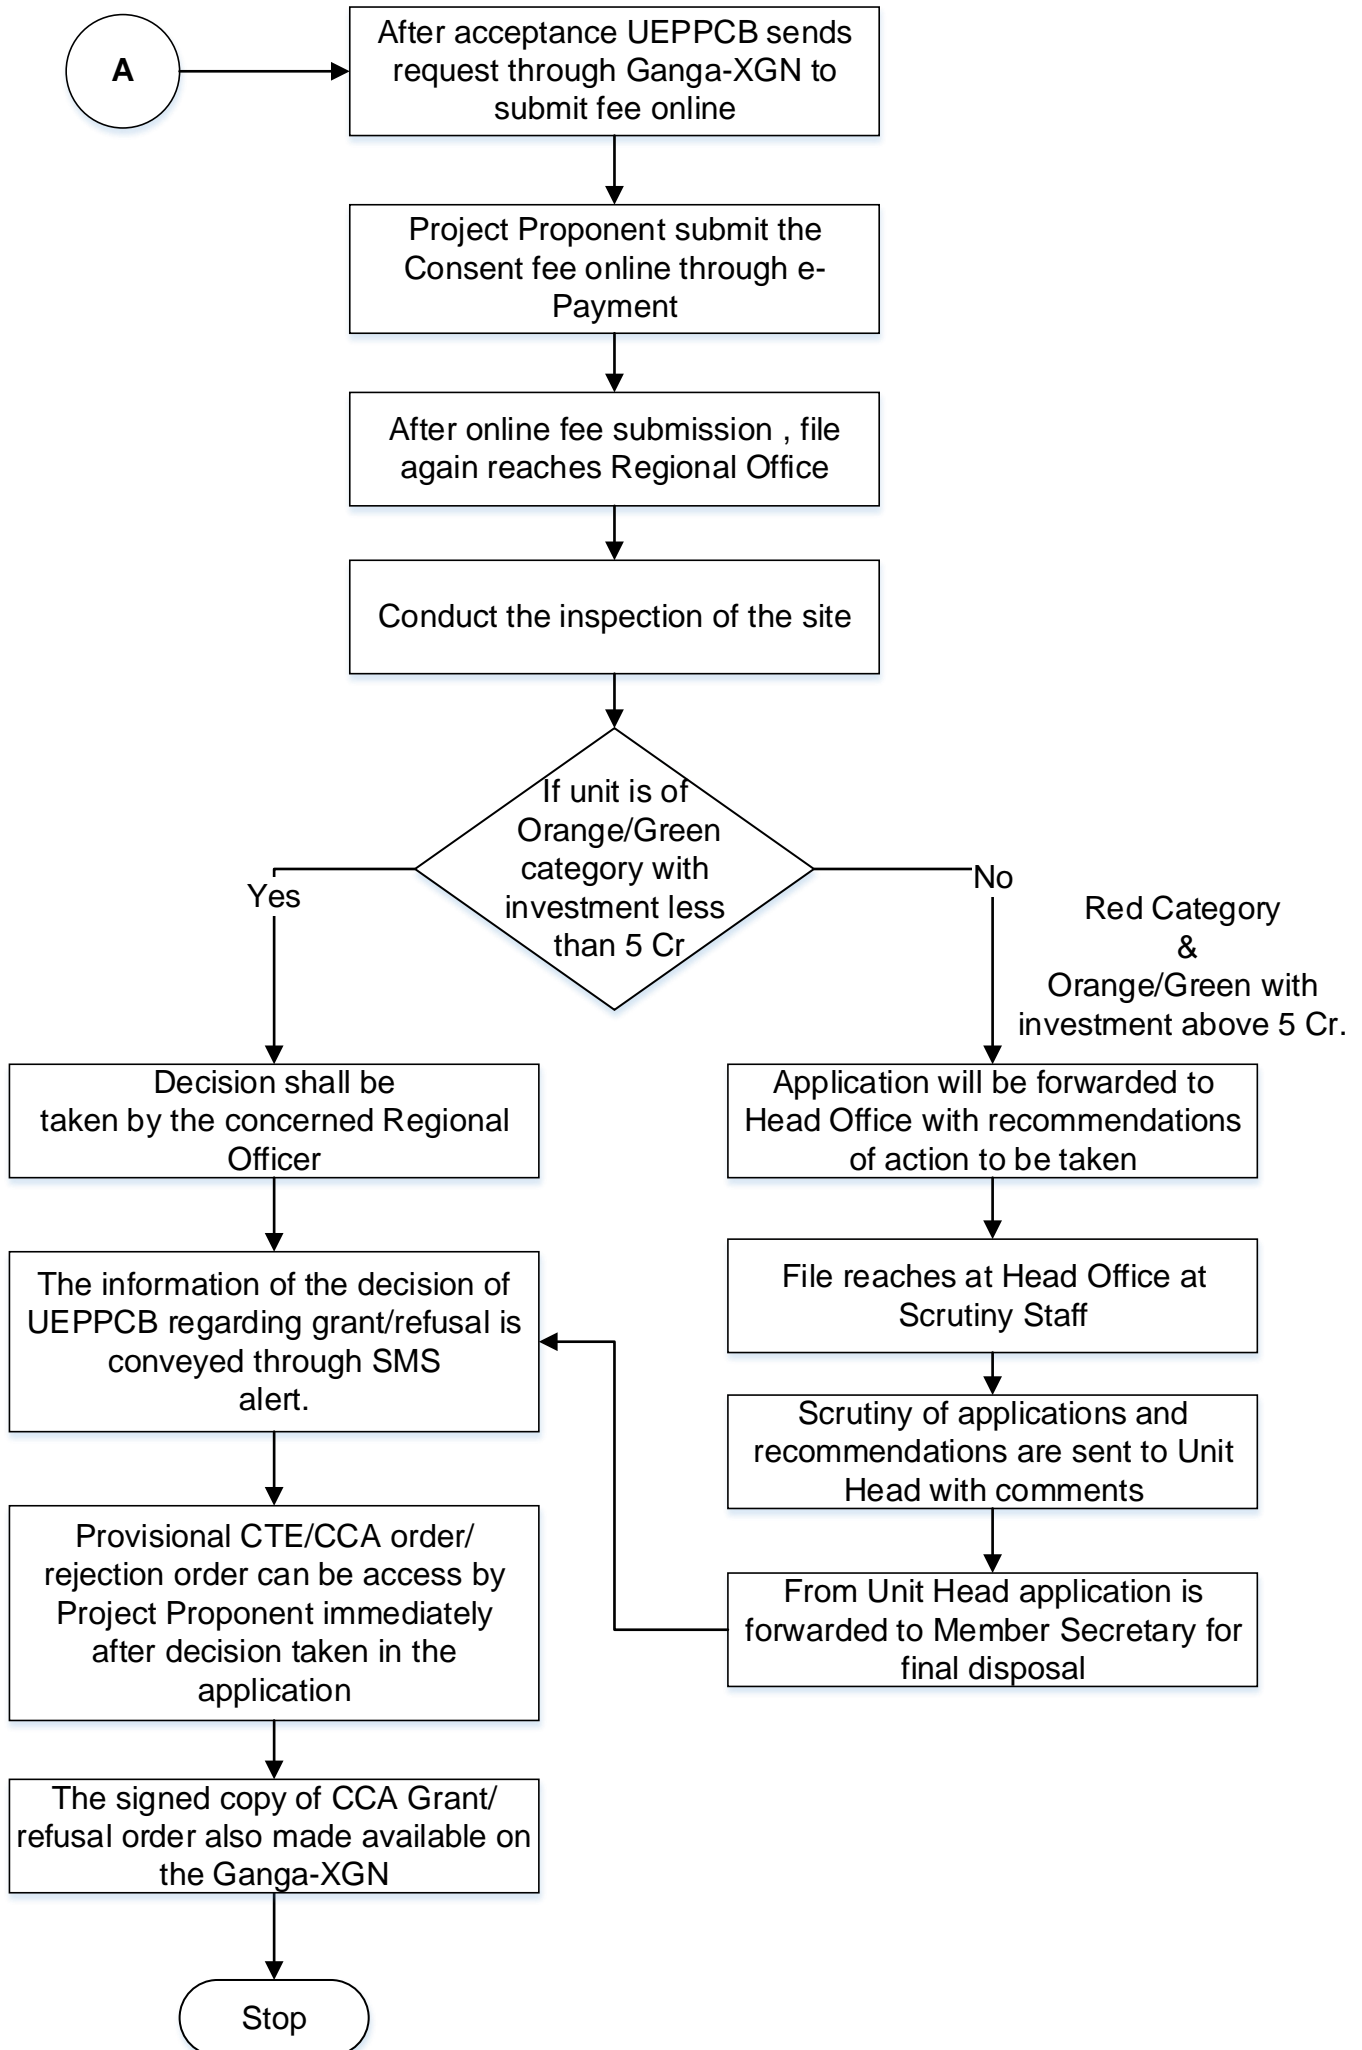 A
After acceptance UEPPCB sends
request through Ganga-XGN to
submit fee online
Project Proponent submit the
Consent fee online through e-
Payment
After online fee submission , file
again reaches Regional Office
Conduct the inspection of the site
If unit is of
Orange/Green
category with
investment less
than 5 Cr
Yes
No
Red Category
&
Orange/Green with
investment above 5 Cr.
Decision shall be
taken by the concerned Regional
Officer
Application will be forwarded to
Head Office with recommendations
of action to be taken
The information of the decision of
UEPPCB regarding grant/refusal is
conveyed through SMS
alert.
File reaches at Head Office at
Scrutiny Staff
Scrutiny of applications and
recommendations are sent to Unit
Head with comments
Provisional CTE/CCA order/
rejection order can be access by
Project Proponent immediately
after decision taken in the
application
From Unit Head application is
forwarded to Member Secretary for
final disposal
The signed copy of CCA Grant/
refusal order also made available on
the Ganga-XGN
Stop